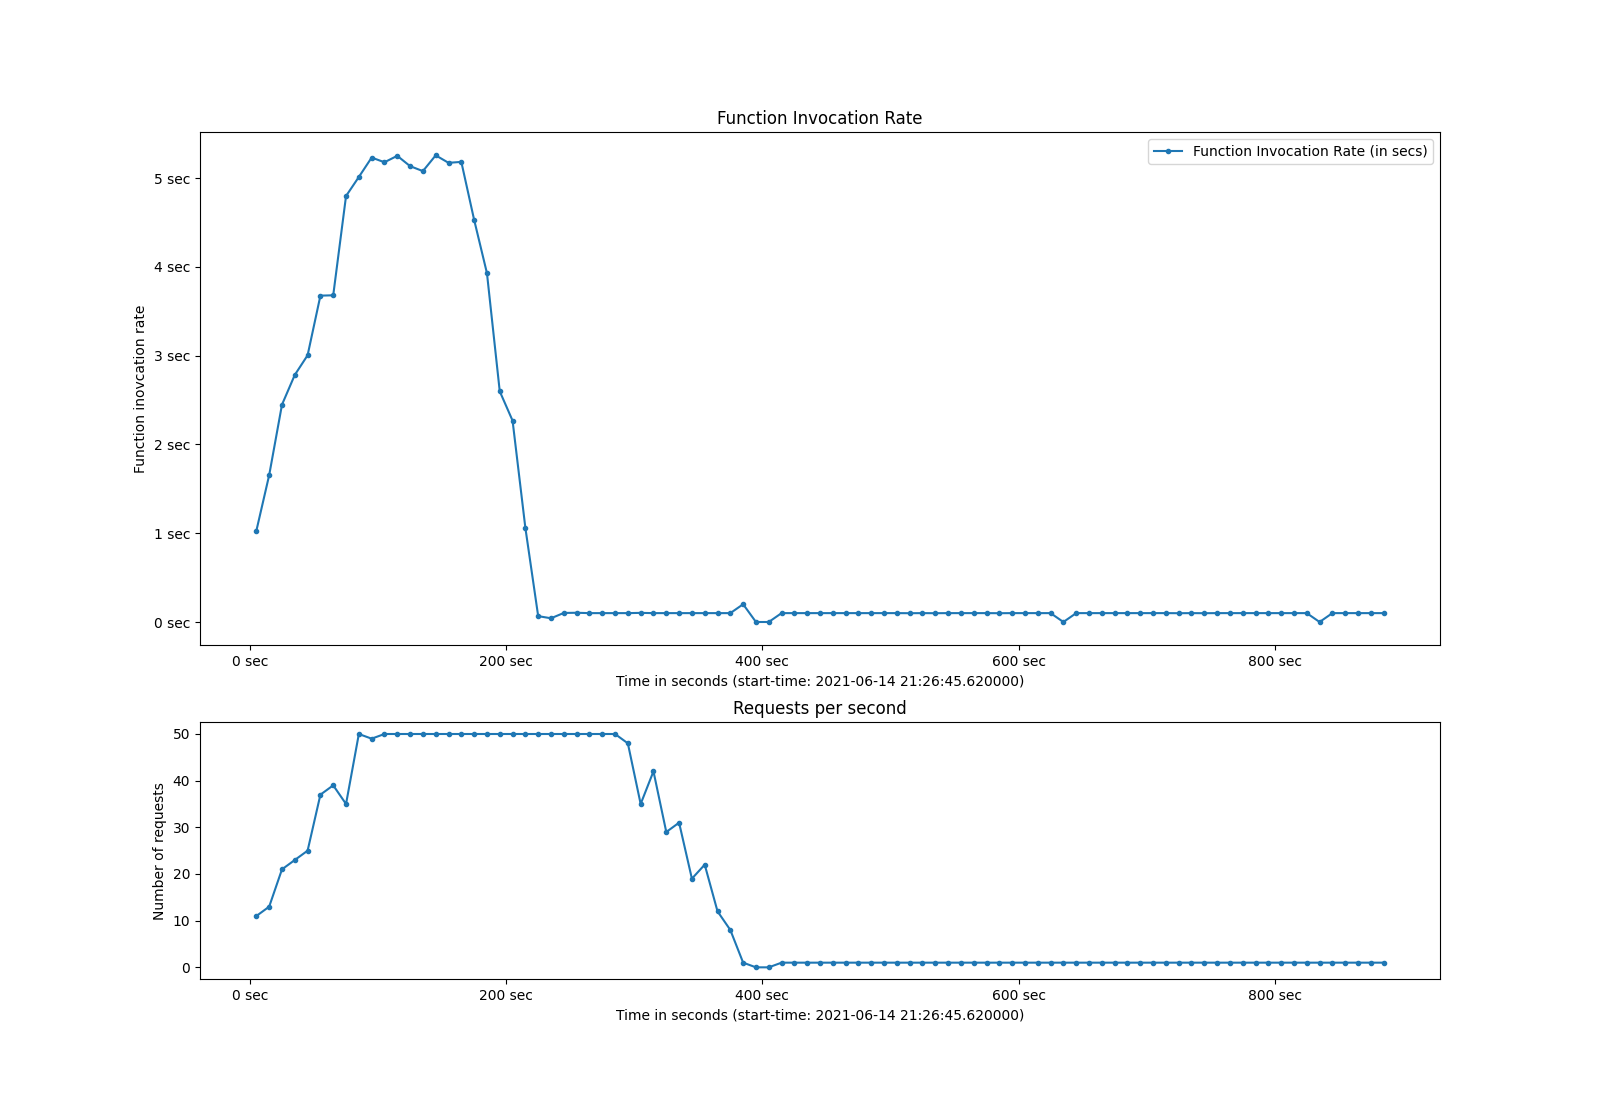 Function Invocation Rate
Function Invocation Rate (in secs)
5 sec
4 sec
3 sec
2 sec
1 sec
0 sec
Function inovcation rate
0 sec 200 sec 400 sec 600 sec 800 sec
Time in seconds (start-time: 2021-06-14 21:26:45.620000)
Requests per second
50
40
30
20
10
0
Number of requests
0 sec 200 sec 400 sec 600 sec 800 sec
Time in seconds (start-time: 2021-06-14 21:26:45.620000)